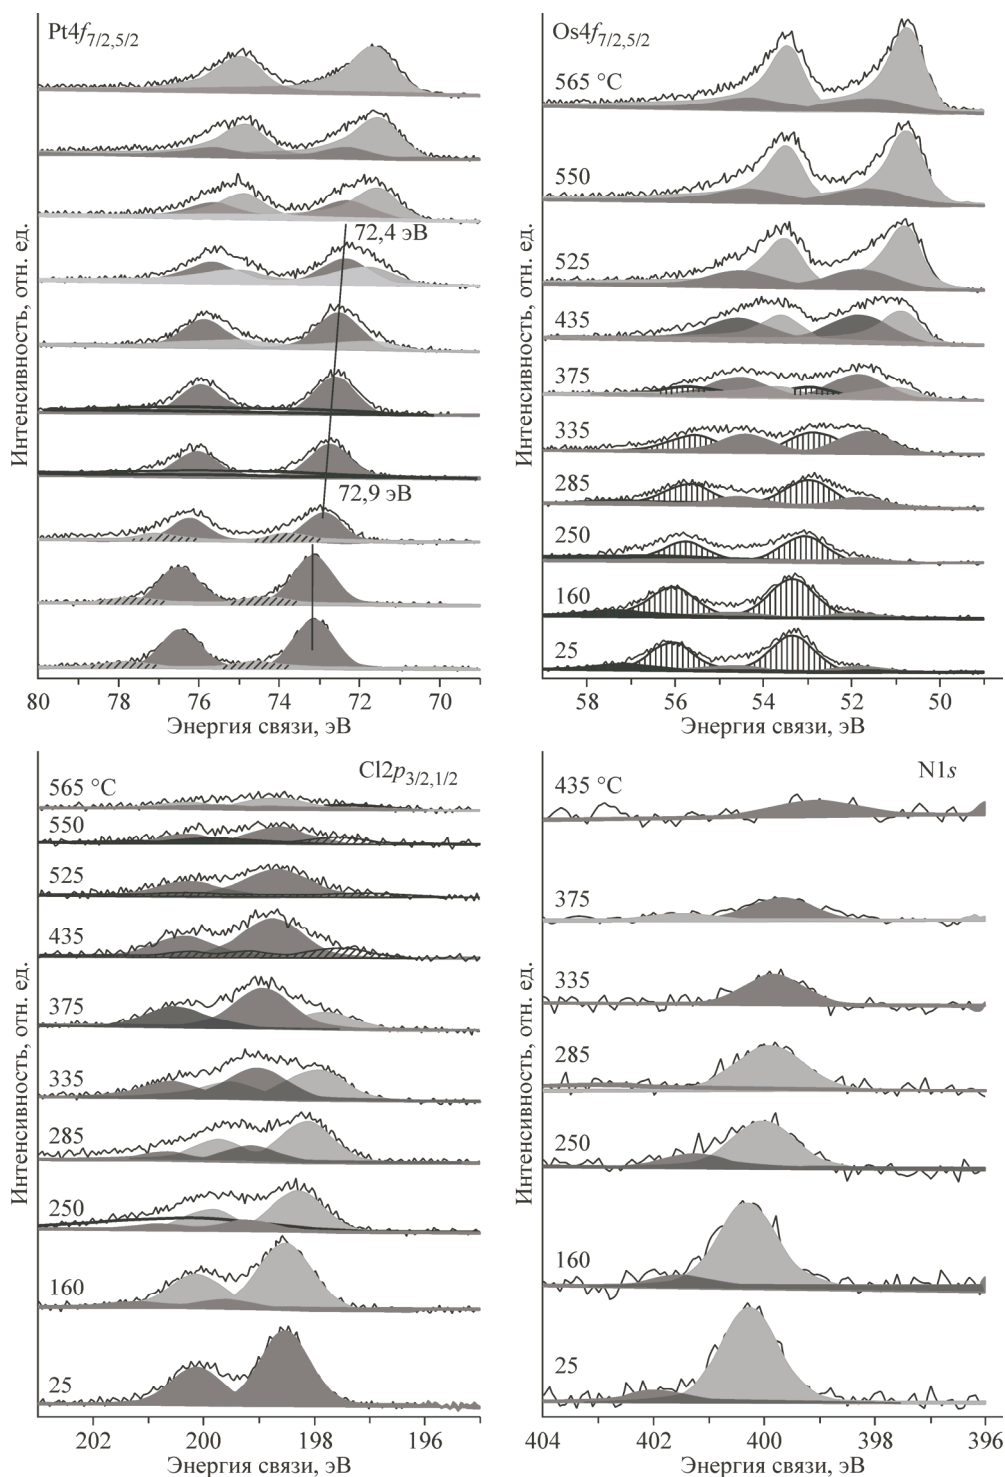 Pt4f7/2,5/2
72,4 эВ
72,9 эВ
Интенсивность, отн. ед.
80 78 76 74 72 70
Энергия связи, эВ
Os4f7/2,5/2
565 °C
550
525
435
375
335
285
250
160
25
Интенсивность, отн. ед.
58 56 54 52 50
Энергия связи, эВ
Cl2p3/2,1/2
565 °C
550
525
435
375
335
285
250
160
25
Интенсивность, отн. ед.
202 200 198 196
Энергия связи, эВ
N1s
435 °C
375
335
285
250
160
25
Интенсивность, отн. ед.
404 402 400 398 396
Энергия связи, эВ